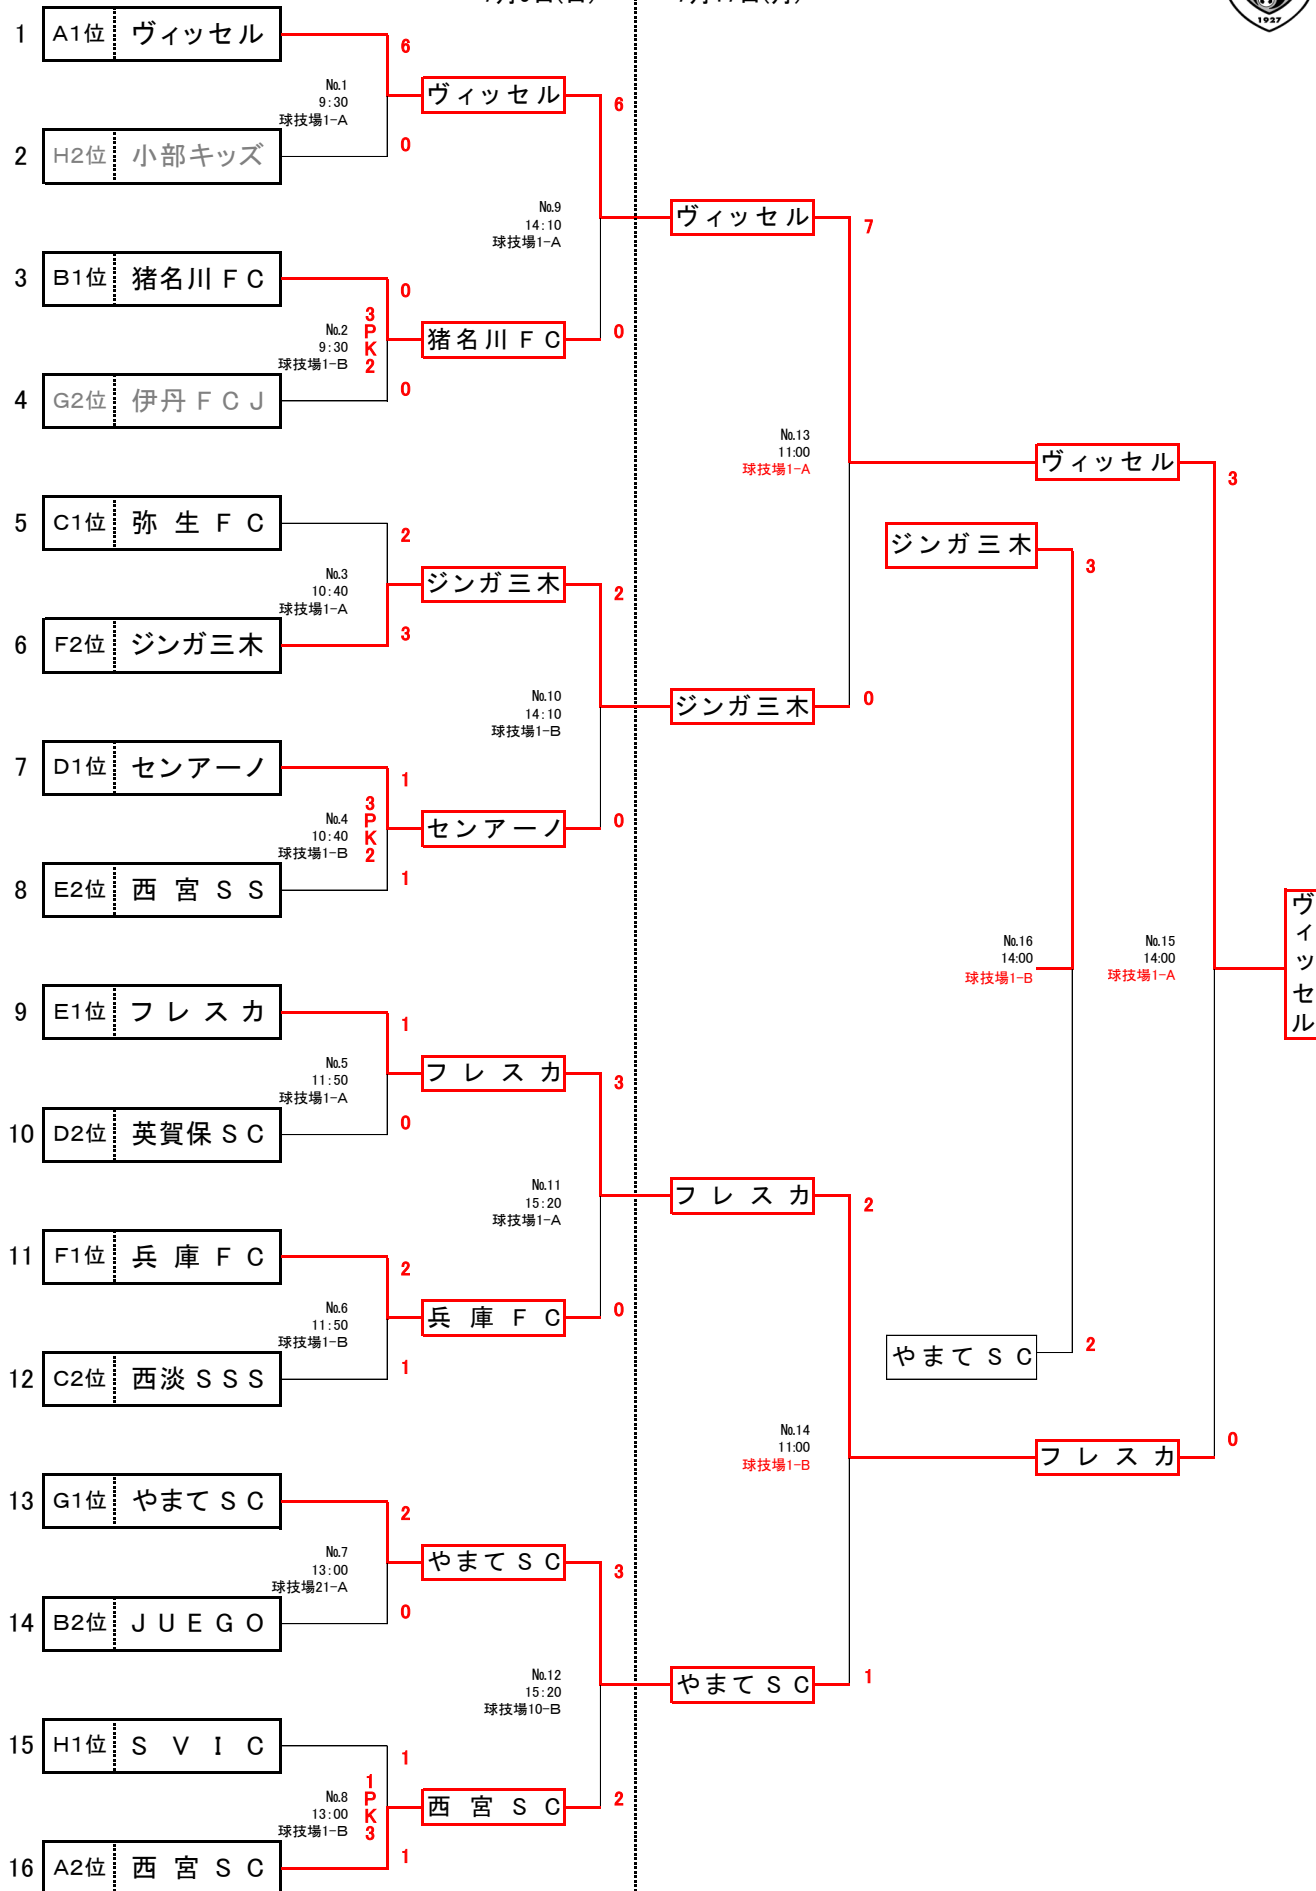 1927
1 A1位 ヴィッセル
6
No.1
9:30
球技場1-A
ヴィッセル
6
2 H2位 小部キッズ
0
No.9
14:10
球技場1-A
ヴィッセル
7
3 B1位 猪名川ＦＣ
0
No.2
9:30
球技場1-B
3PK2
猪名川ＦＣ
0
4 G2位 伊丹ＦＣＪ
0
No.13
11:00
球技場1-A
ヴィッセル
3
5 C1位 弥生ＦＣ
2
No.3
10:40
球技場1-A
ジンガ三木
2
6 F2位 ジンガ三木
3
No.10
14:10
球技場1-B
ジンガ三木
0
7 D1位 センアーノ
1
No.4
10:40
球技場1-B
3PK2
センアーノ
0
8 E2位 西宮ＳＳ
1
ジンガ三木
3
No.16
14:00
球技場1-B
No.15
14:00
球技場1-A
ヴィッセル
9 E1位 フレスカ
1
No.5
11:50
球技場1-A
フレスカ
3
10 D2位 英賀保ＳＣ
0
No.11
15:20
球技場1-A
フレスカ
2
11 F1位 兵庫ＦＣ
2
No.6
11:50
球技場1-B
兵庫ＦＣ
0
12 C2位 西淡ＳＳＳ
1
やまてＳＣ
2
No.14
11:00
球技場1-B
フレスカ
0
13 G1位 やまてＳＣ
2
No.7
13:00
球技場21-A
やまてＳＣ
3
14 B2位 ＪＵＥＧＯ
0
No.12
15:20
球技場10-B
やまてＳＣ
1
15 H1位 ＳＶＩＣ
1
No.8
13:00
球技場1-B
1PK3
西宮ＳＣ
2
16 A2位 西宮ＳＣ
1